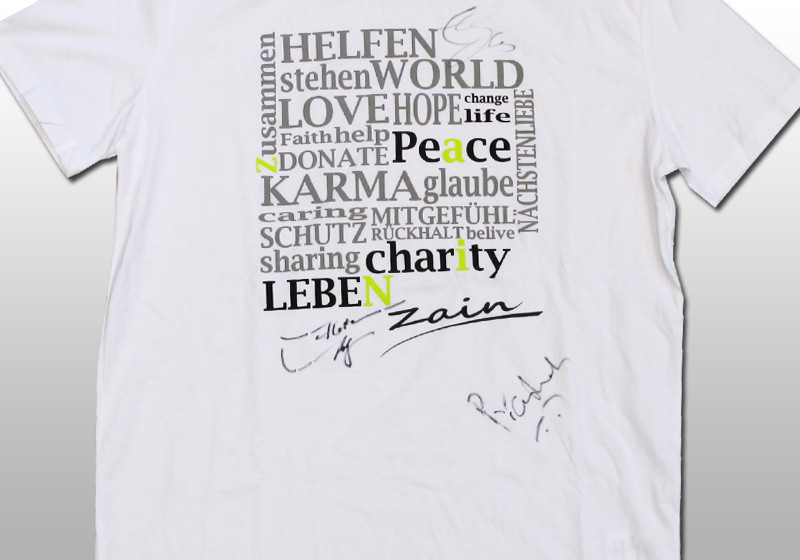 zusammen
HELFEN
stehen WORLD
LOVE HOPE change life
Faith help
DONATE Peace
KARMA glaube
NÄCHSTENLIEBE
caring MITGEFÜHL
SCHUTZ RÜCKHALT belive
sharing charity
LEBEN
zain